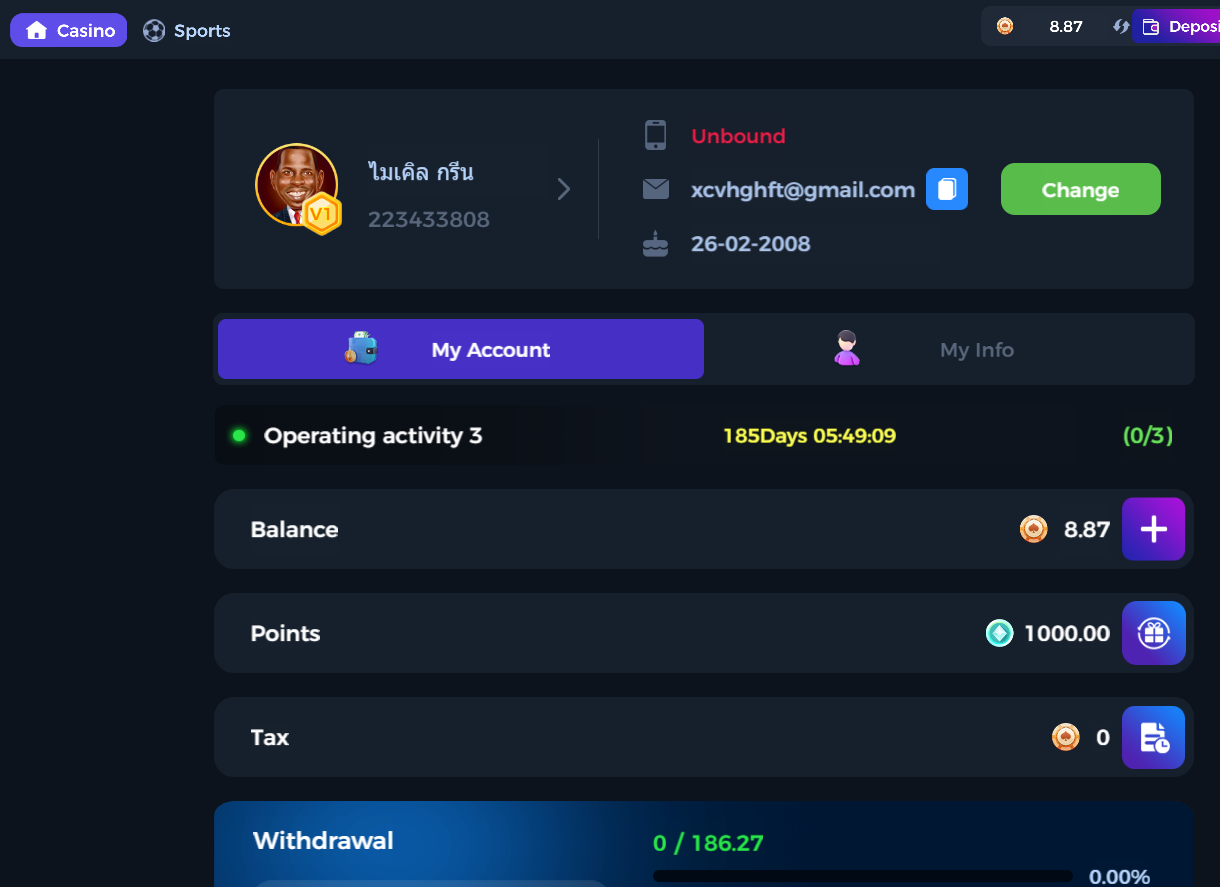 Casino
Sports
8.87
Deposi
ไมเคิล กรีน
223433808
V1
Unbound
xcvhghft@gmail.com
Change
26-02-2008
My Account
My Info
Operating activity 3
185Days 05:49:09
(0/3)
Balance
8.87
Points
1000.00
Tax
0
Withdrawal
0 / 186.27
0.00%